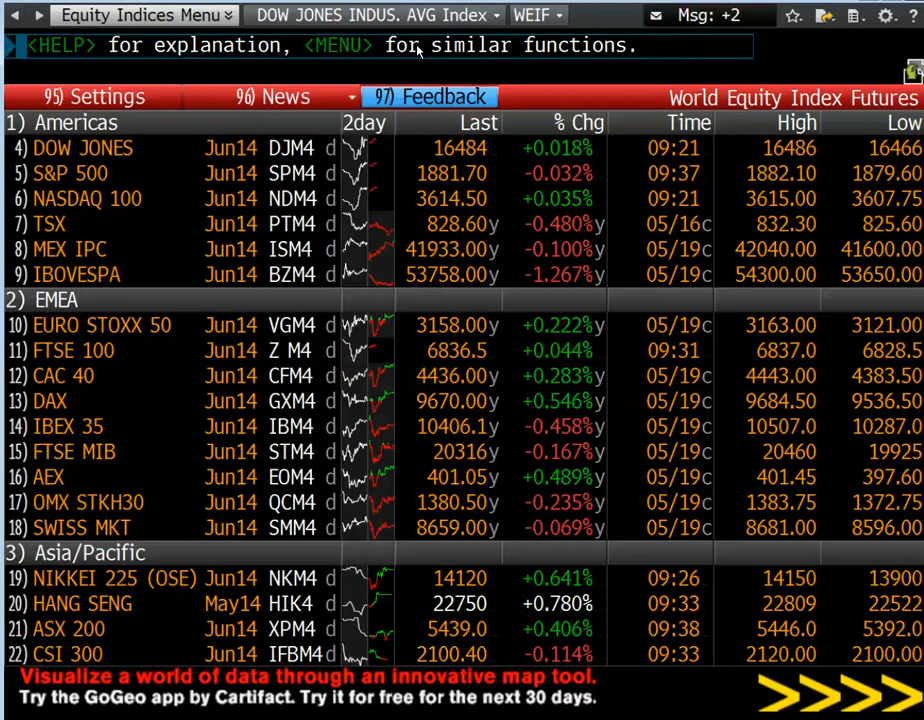 Equity Indices Menu DOW JONES INDUS. AVG Index WEIF Msg: +2 ?
<HELP> for explanation, <MENU> for similar functions.
95) Settings 96) News 97) Feedback World Equity Index Futures
1) Americas 2day Last % Chg Time High Low
4) DOW JONES Jun14 DJM4 d 16484 +0.018% 09:21 16486 16466
5) S&P 500 Jun14 SPM4 d 1881.70 -0.032% 09:37 1882.10 1879.60
6) NASDAQ 100 Jun14 NDM4 d 3614.50 +0.035% 09:21 3615.00 3607.75
7) TSX Jun14 PTM4 d 828.60y -0.480%y 05/16c 832.30 825.60
8) MEX IPC Jun14 ISM4 d 41933.00y -0.100%y 05/19c 42040.00 41600.00
9) IBOVESPA Jun14 BZM4 d 53758.00y -1.267%y 05/19c 54300.00 53650.00
2) EMEA
10) EURO STOXX 50 Jun14 VGM4 d 3158.00y +0.222%y 05/19c 3163.00 3121.00
11) FTSE 100 Jun14 Z M4 d 6836.5 +0.044% 09:31 6837.0 6828.5
12) CAC 40 Jun14 CFM4 d 4436.00y +0.283%y 05/19c 4443.00 4383.50
13) DAX Jun14 GXM4 d 9670.00y +0.546%y 05/19c 9684.50 9536.50
14) IBEX 35 Jun14 IBM4 d 10406.1y -0.458%y 05/19c 10507.0 10287.0
15) FTSE MIB Jun14 STM4 d 20316y -0.167%y 05/19c 20460 19925
16) AEX Jun14 EOM4 d 401.05y +0.489%y 05/19c 401.45 397.60
17) OMX STKH30 Jun14 QCM4 d 1380.50y -0.235%y 05/19c 1383.75 1372.75
18) SWISS MKT Jun14 SMM4 d 8659.00y -0.069%y 05/19c 8681.00 8596.00
3) Asia/Pacific
19) NIKKEI 225 (OSE) Jun14 NKM4 d 14120 +0.641% 09:26 14150 13900
20) HANG SENG May14 HIK4 d 22750 +0.780% 09:33 22809 22522
21) ASX 200 Jun14 XPM4 d 5439.0 +0.406% 09:38 5446.0 5392.0
22) CSI 300 Jun14 IFBM4 d 2100.40 -0.114% 09:33 2120.00 2100.00
Visualize a world of data through an innovative map tool.
Try the GoGeo app by Cartifact. Try it for free for the next 30 days.